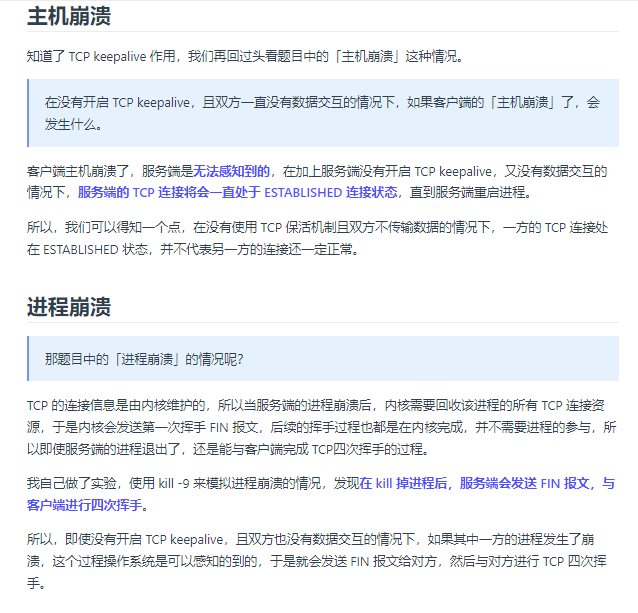 主机崩溃
知道了 TCP keepalive 作用，我们再回过头看题目中的「主机崩溃」这种情况。
在没有开启 TCP keepalive，且双方一直没有数据交互的情况下，如果客户端的「主机崩溃」了，会
发生什么。
客户端主机崩溃了，服务端是无法感知到的，在加上服务端没有开启 TCP keepalive，又没有数据交互的
情况下，服务端的 TCP 连接将会一直处于 ESTABLISHED 连接状态，直到服务端重启进程。
所以，我们可以得知一个点，在没有使用 TCP 保活机制且双方不传输数据的情况下，一方的 TCP 连接处
在 ESTABLISHED 状态，并不代表另一方的连接还一定正常。
进程崩溃
那题目中的「进程崩溃」的情况呢？
TCP 的连接信息是由内核维护的，所以当服务端的进程崩溃后，内核需要回收该进程的所有 TCP 连接资
源，于是内核会发送第一次挥手 FIN 报文，后续的挥手过程也都是在内核完成，并不需要进程的参与，所
以即使服务端的进程退出了，还是能与客户端完成 TCP四次挥手的过程。
我自己做了实验，使用 kill -9 来模拟进程崩溃的情况，发现在 kill 掉进程后，服务端会发送 FIN 报文，与
客户端进行四次挥手。
所以，即使没有开启 TCP keepalive，且双方也没有数据交互的情况下，如果其中一方的进程发生了崩
溃，这个过程操作系统是可以感知的到的，于是就会发送 FIN 报文给对方，然后与对方进行 TCP 四次挥
手。